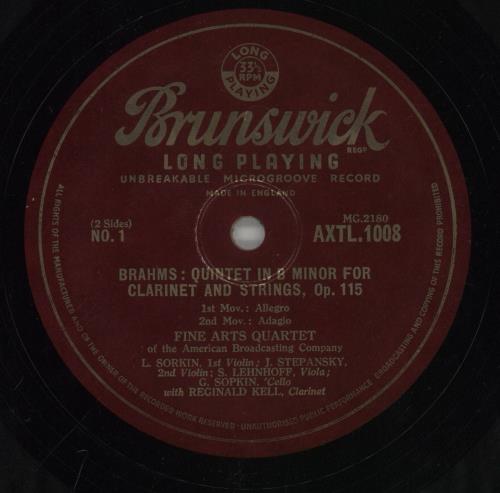 LONG
33⅓
RPM
PLAYING
Brunswick
REGD
LONG PLAYING
UNBREAKABLE MICROGROOVE RECORD
MADE IN ENGLAND
(2 Sides)
NO. 1
MG.2180
AXTL.1008
BRAHMS : QUINTET IN B MINOR FOR
CLARINET AND STRINGS, Op. 115
1st Mov.: Allegro
2nd Mov.: Adagio
FINE ARTS QUARTET
of the American Broadcasting Company
L. SORKIN, 1st Violin; J. STEPANSKY,
2nd Violin; S. LEHNHOFF, Viola;
G. SOPKIN, 'Cello
with REGINALD KELL, Clarinet
ALL RIGHTS OF THE MANUFACTURER AND OF THE OWNER OF THE RECORDED WORK RESERVED · UNAUTHORISED PUBLIC PERFORMANCE BROADCASTING AND COPYING OF THIS RECORD PROHIBITED